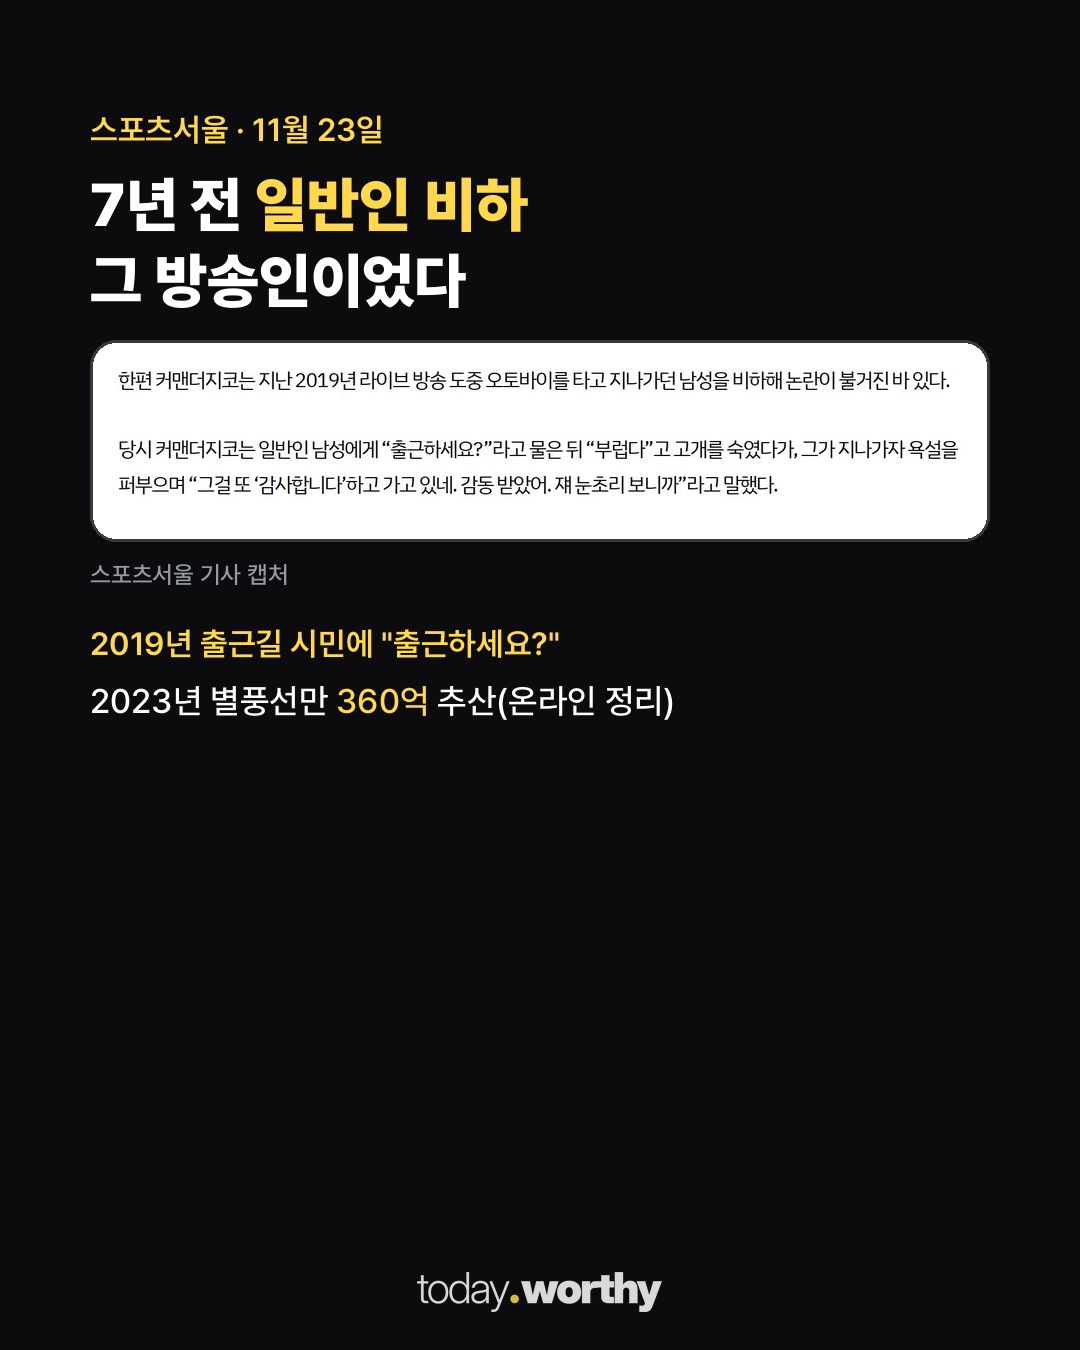 스포츠서울 · 11월 23일
7년 전 일반인 비하
그 방송인이었다
한편 커맨더지코는 지난 2019년 라이브 방송 도중 오토바이를 타고 지나가던 남성을 비하해 논란이 불거진 바 있다.
당시 커맨더지코는 일반인 남성에게 “출근하세요?”라고 물은 뒤 “부럽다”고 고개를 숙였다가, 그가 지나가자 욕설을
퍼부으며 “그걸 또 ‘감사합니다’하고 가고 있네. 감동 받았어. 쟤 눈초리 보니까”라고 말했다.
스포츠서울 기사 캡처
2019년 출근길 시민에 "출근하세요?"
2023년 별풍선만 360억 추산(온라인 정리)
today.worthy